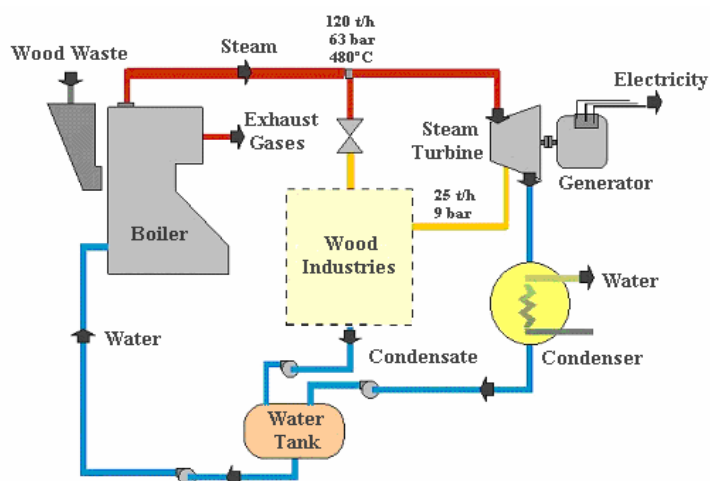 120 t/h
63 bar
480°C
Steam
Wood Waste
Electricity
Exhaust
Gases
Steam
Turbine
Generator
25 t/h
9 bar
Boiler
Wood
Industries
Water
Water
Condensate
Condenser
Water
Tank